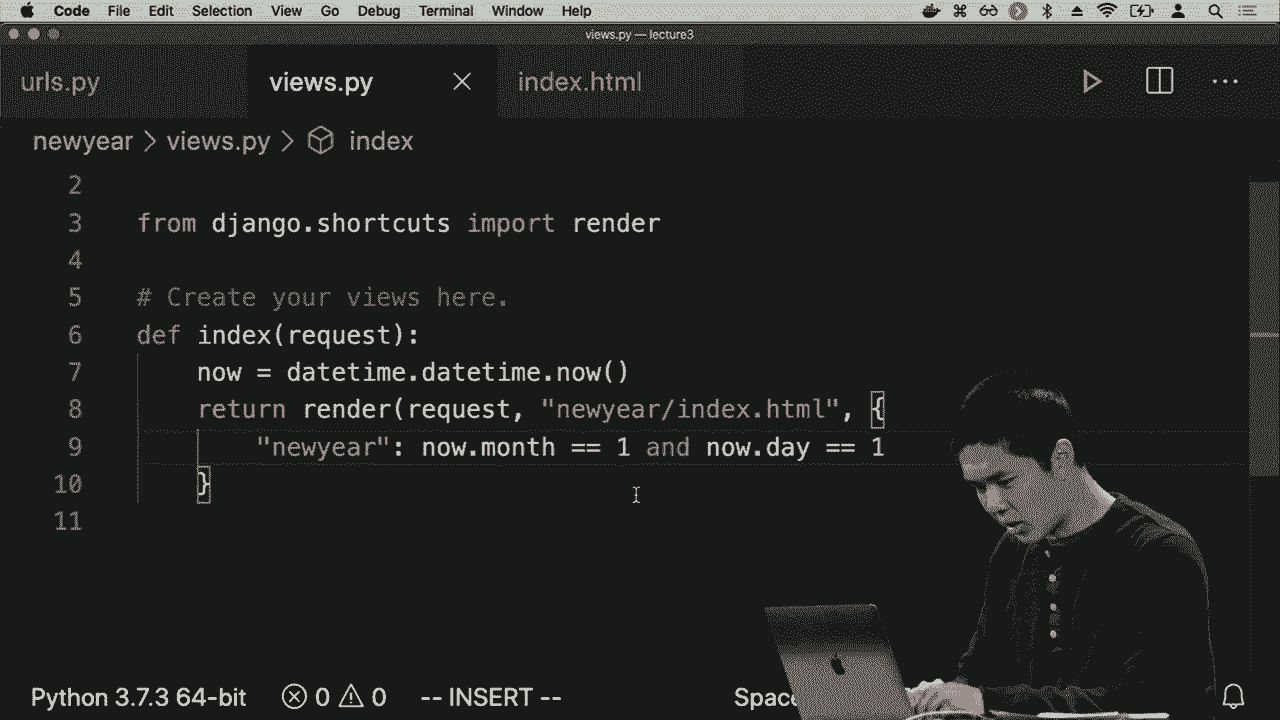 Code File Edit Selection View Go Debug Terminal Window Help
views.py — lecture3
urls.py views.py index.html
newyear > views.py > index
2
3 from django.shortcuts import render
4
5 # Create your views here.
6 def index(request):
7 now = datetime.datetime.now()
8 return render(request, "newyear/index.html", {
9 "newyear": now.month == 1 and now.day == 1
10 }
11
Python 3.7.3 64-bit 0 0 -- INSERT --